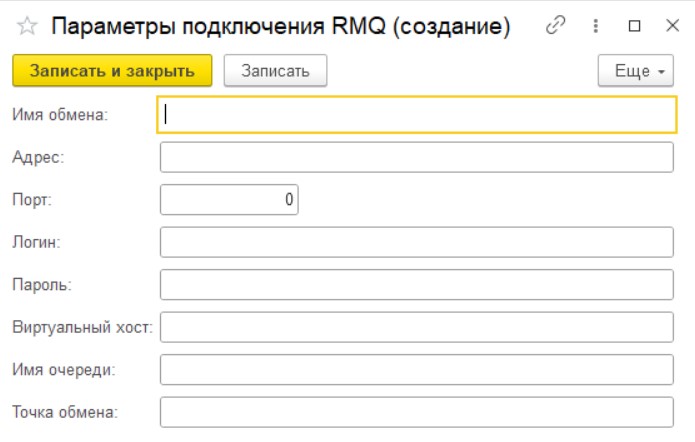 Параметры подключения RMQ (создание)
Записать и закрыть Записать Еще
Имя обмена:
Адрес:
Порт: 0
Логин:
Пароль:
Виртуальный хост:
Имя очереди:
Точка обмена: